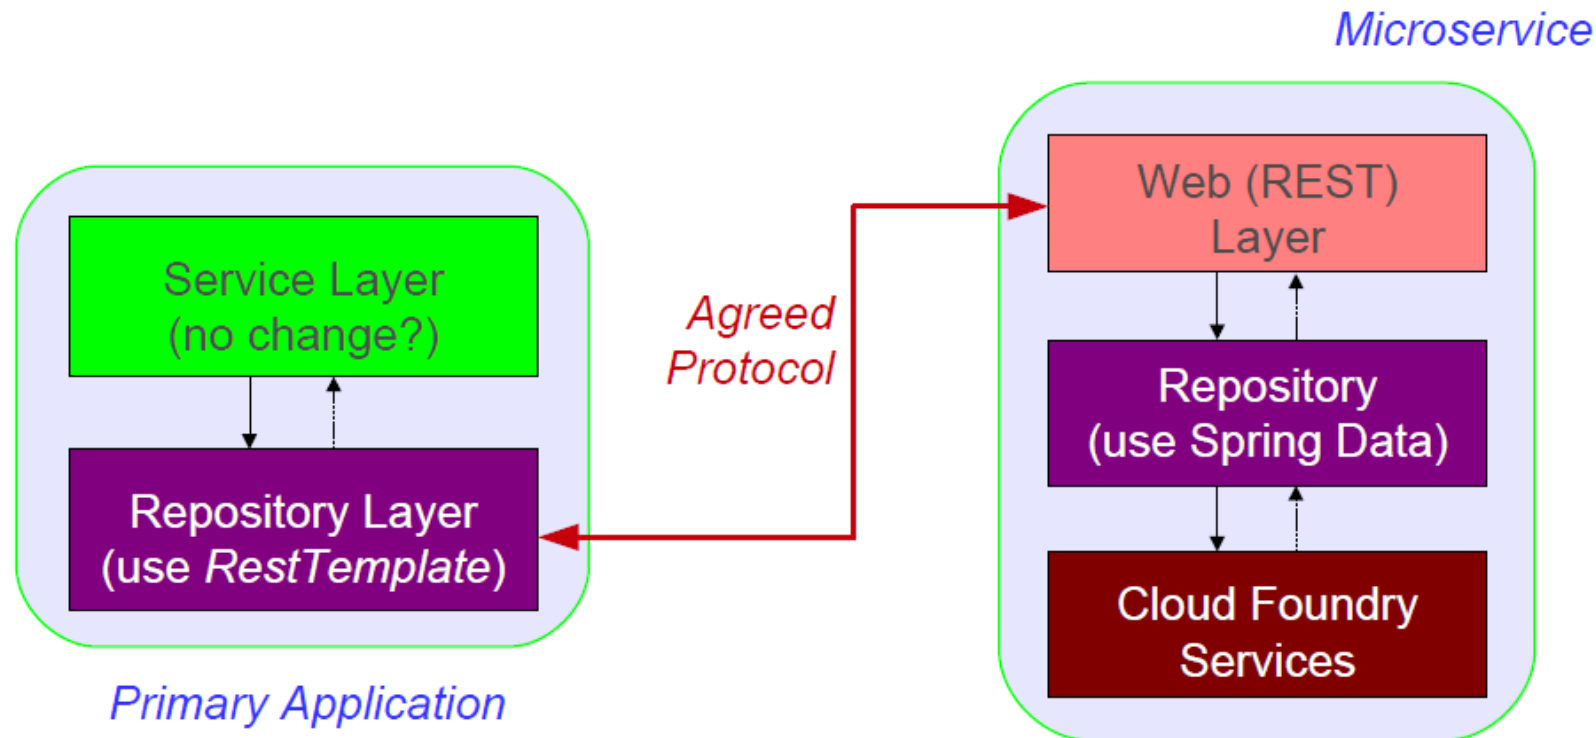 Microservice
Web (REST)
Layer
Service Layer
(no change?)
Agreed
Protocol
Repository
(use Spring Data)
Repository Layer
(use RestTemplate)
Cloud Foundry
Services
Primary Application